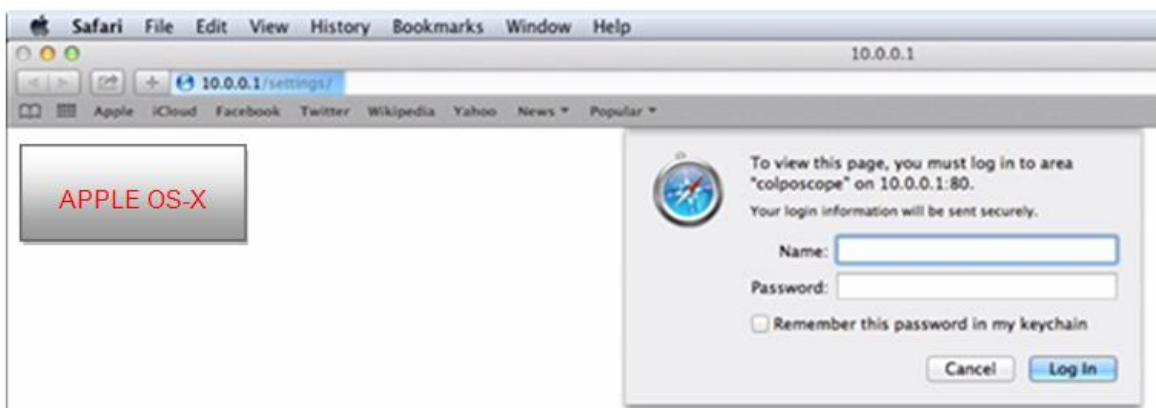 Safari File Edit View History Bookmarks Window Help
10.0.0.1
10.0.0.1/settings/
Apple iCloud Facebook Twitter Wikipedia Yahoo News Popular
APPLE OS-X
To view this page, you must log in to area
"colposcope" on 10.0.0.1:80.
Your login information will be sent securely.
Name:
Password:
Remember this password in my keychain
Cancel Log In